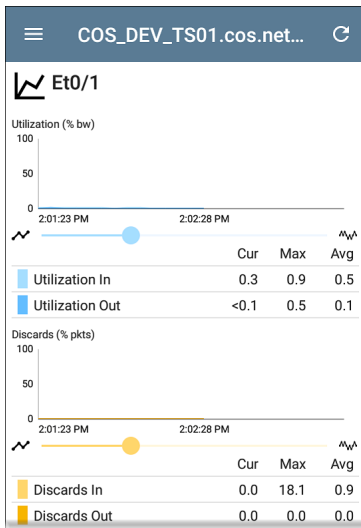 COS_DEV_TS01.cos.net...
Et0/1
Utilization (% bw)
100
50
0
2:01:23 PM 2:02:28 PM
Cur Max Avg
Utilization In 0.3 0.9 0.5
Utilization Out <0.1 0.5 0.1
Discards (% pkts)
100
50
0
2:01:23 PM 2:02:28 PM
Cur Max Avg
Discards In 0.0 18.1 0.9
Discards Out 0.0 0.0 0.0